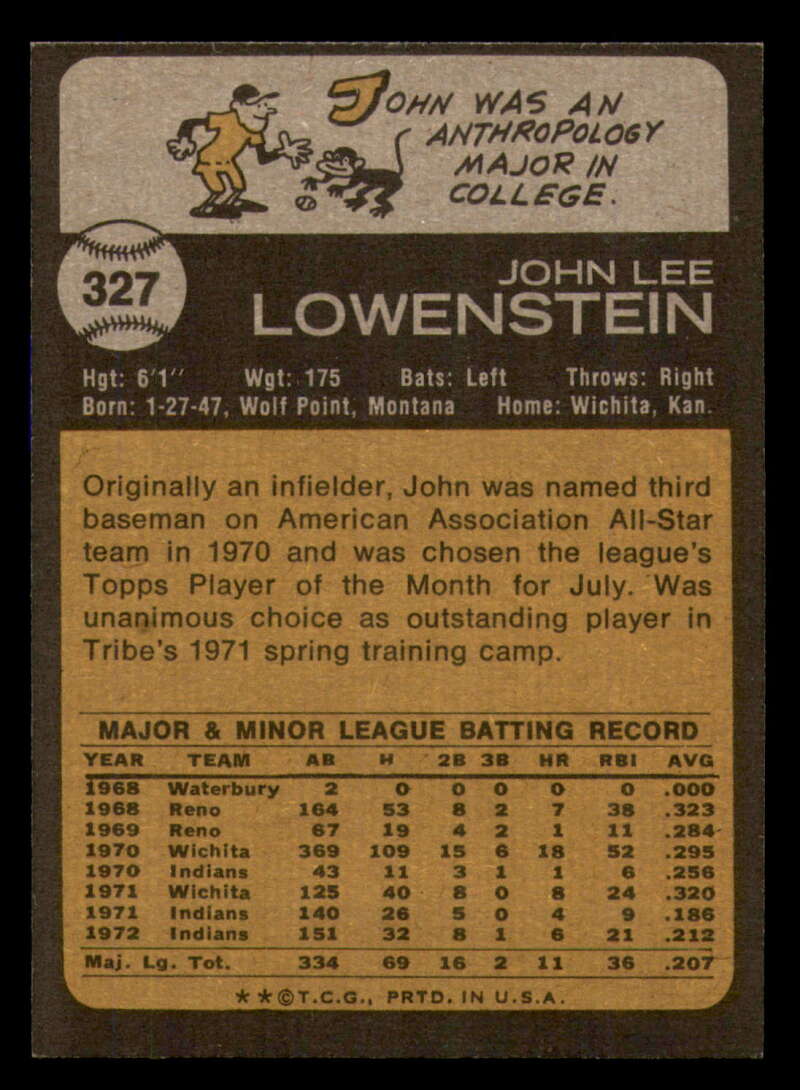 JOHN WAS AN
ANTHROPOLOGY
MAJOR IN
COLLEGE.
327
JOHN LEE
LOWENSTEIN
Hgt: 6'1" Wgt: 175 Bats: Left Throws: Right
Born: 1-27-47, Wolf Point, Montana Home: Wichita, Kan.
Originally an infielder, John was named third
baseman on American Association All-Star
team in 1970 and was chosen the league's
Topps Player of the Month for July. Was
unanimous choice as outstanding player in
Tribe's 1971 spring training camp.
MAJOR & MINOR LEAGUE BATTING RECORD
YEAR TEAM AB H 2B 3B HR RBI AVG
1968 Waterbury 2 0 0 0 0 0 .000
1968 Reno 164 53 8 2 7 38 .323
1969 Reno 67 19 4 2 1 11 .284
1970 Wichita 369 109 15 6 18 52 .295
1970 Indians 43 11 3 1 1 6 .256
1971 Wichita 125 40 8 0 8 24 .320
1971 Indians 140 26 5 0 4 9 .186
1972 Indians 151 32 8 1 6 21 .212
Maj. Lg. Tot. 334 69 16 2 11 36 .207
★★©T.C.G., PRTD. IN U.S.A.